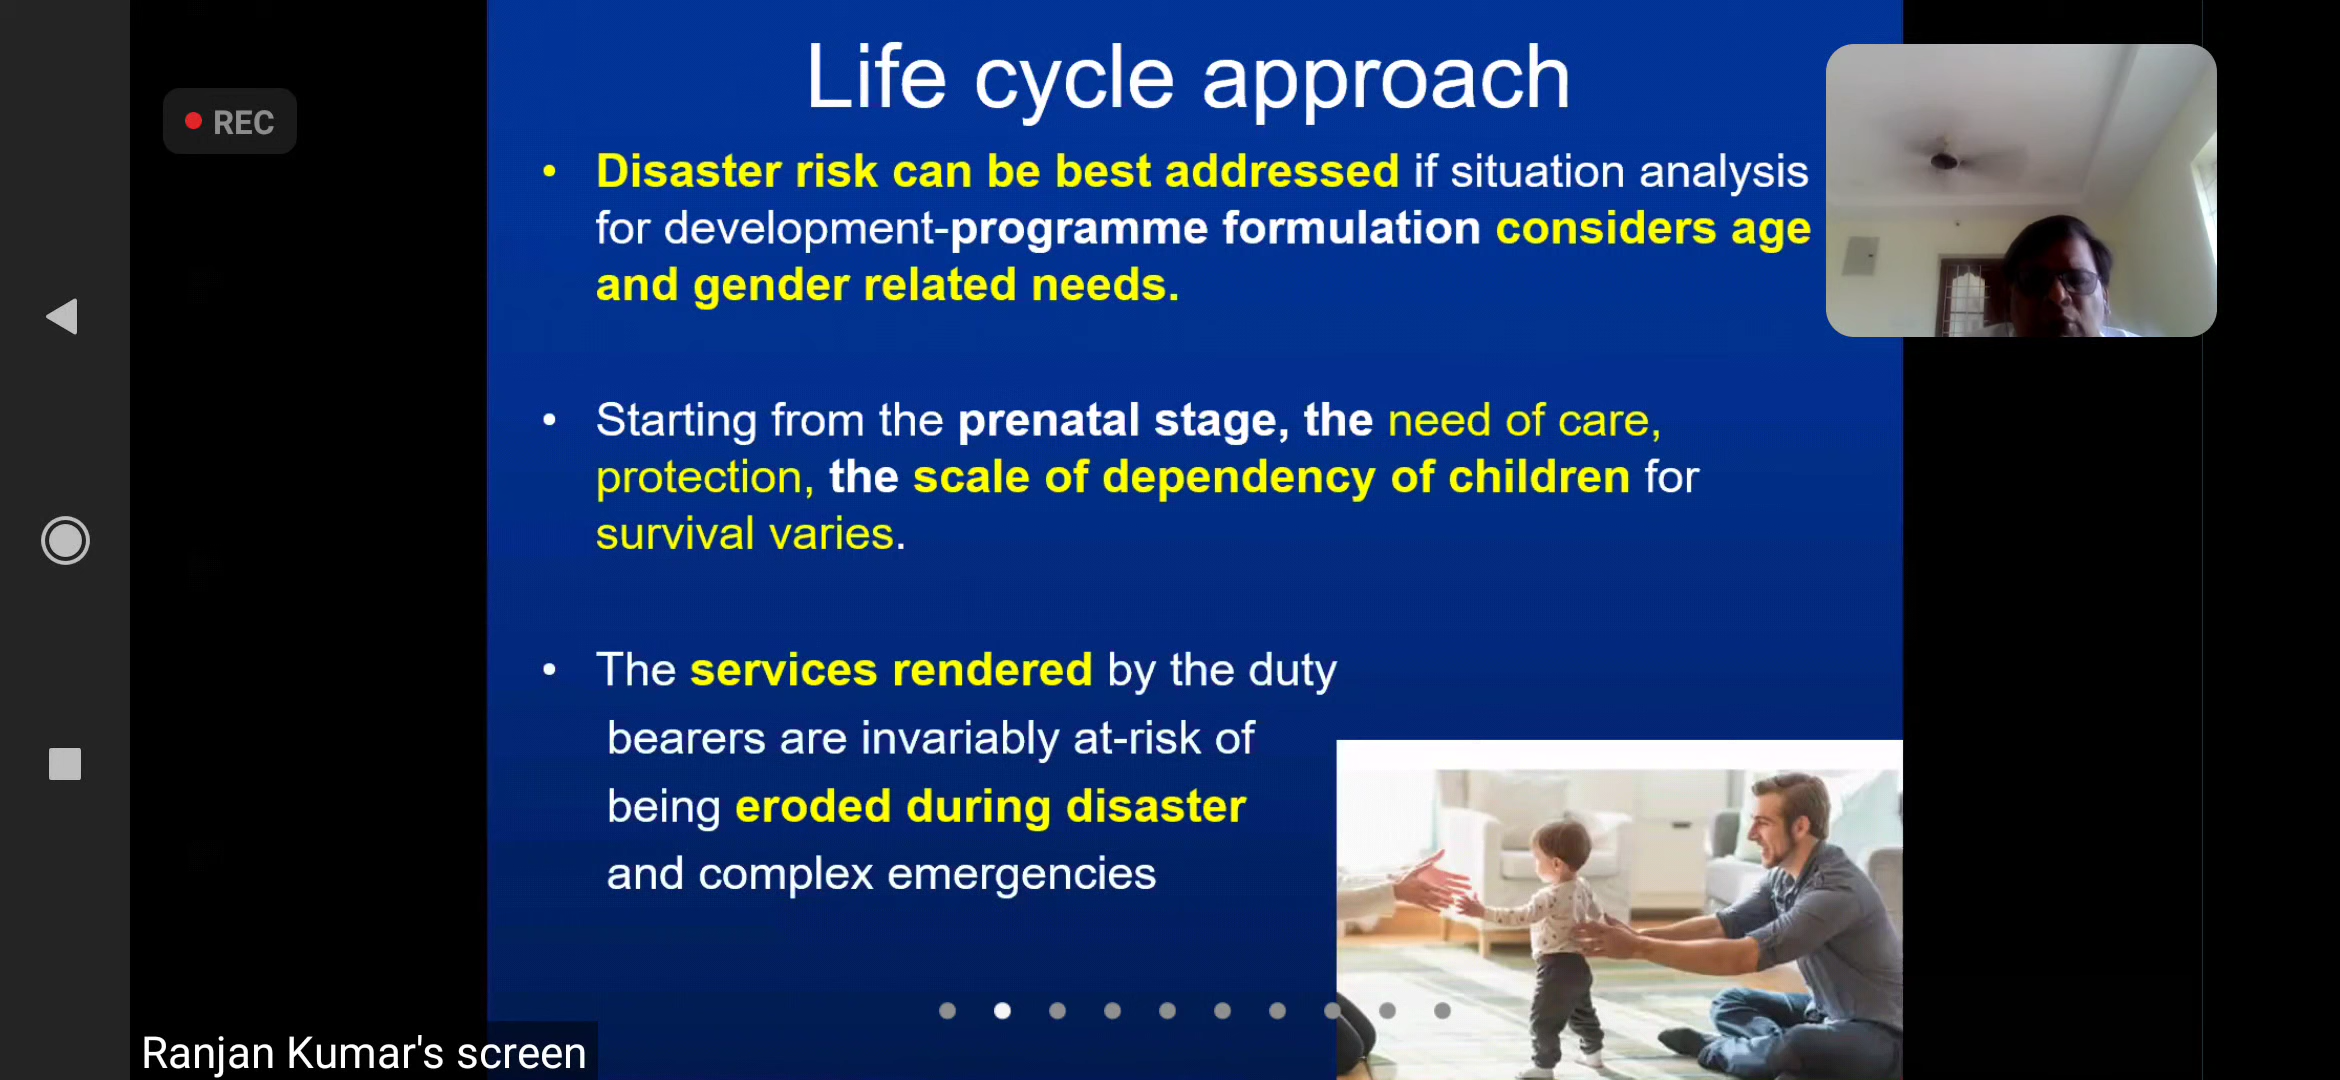 Life cycle approach
REC
• Disaster risk can be best addressed if situation analysis
for development-programme formulation considers age
and gender related needs.
• Starting from the prenatal stage, the need of care,
protection, the scale of dependency of children for
survival varies.
• The services rendered by the duty
bearers are invariably at-risk of
being eroded during disaster
and complex emergencies
Ranjan Kumar's screen